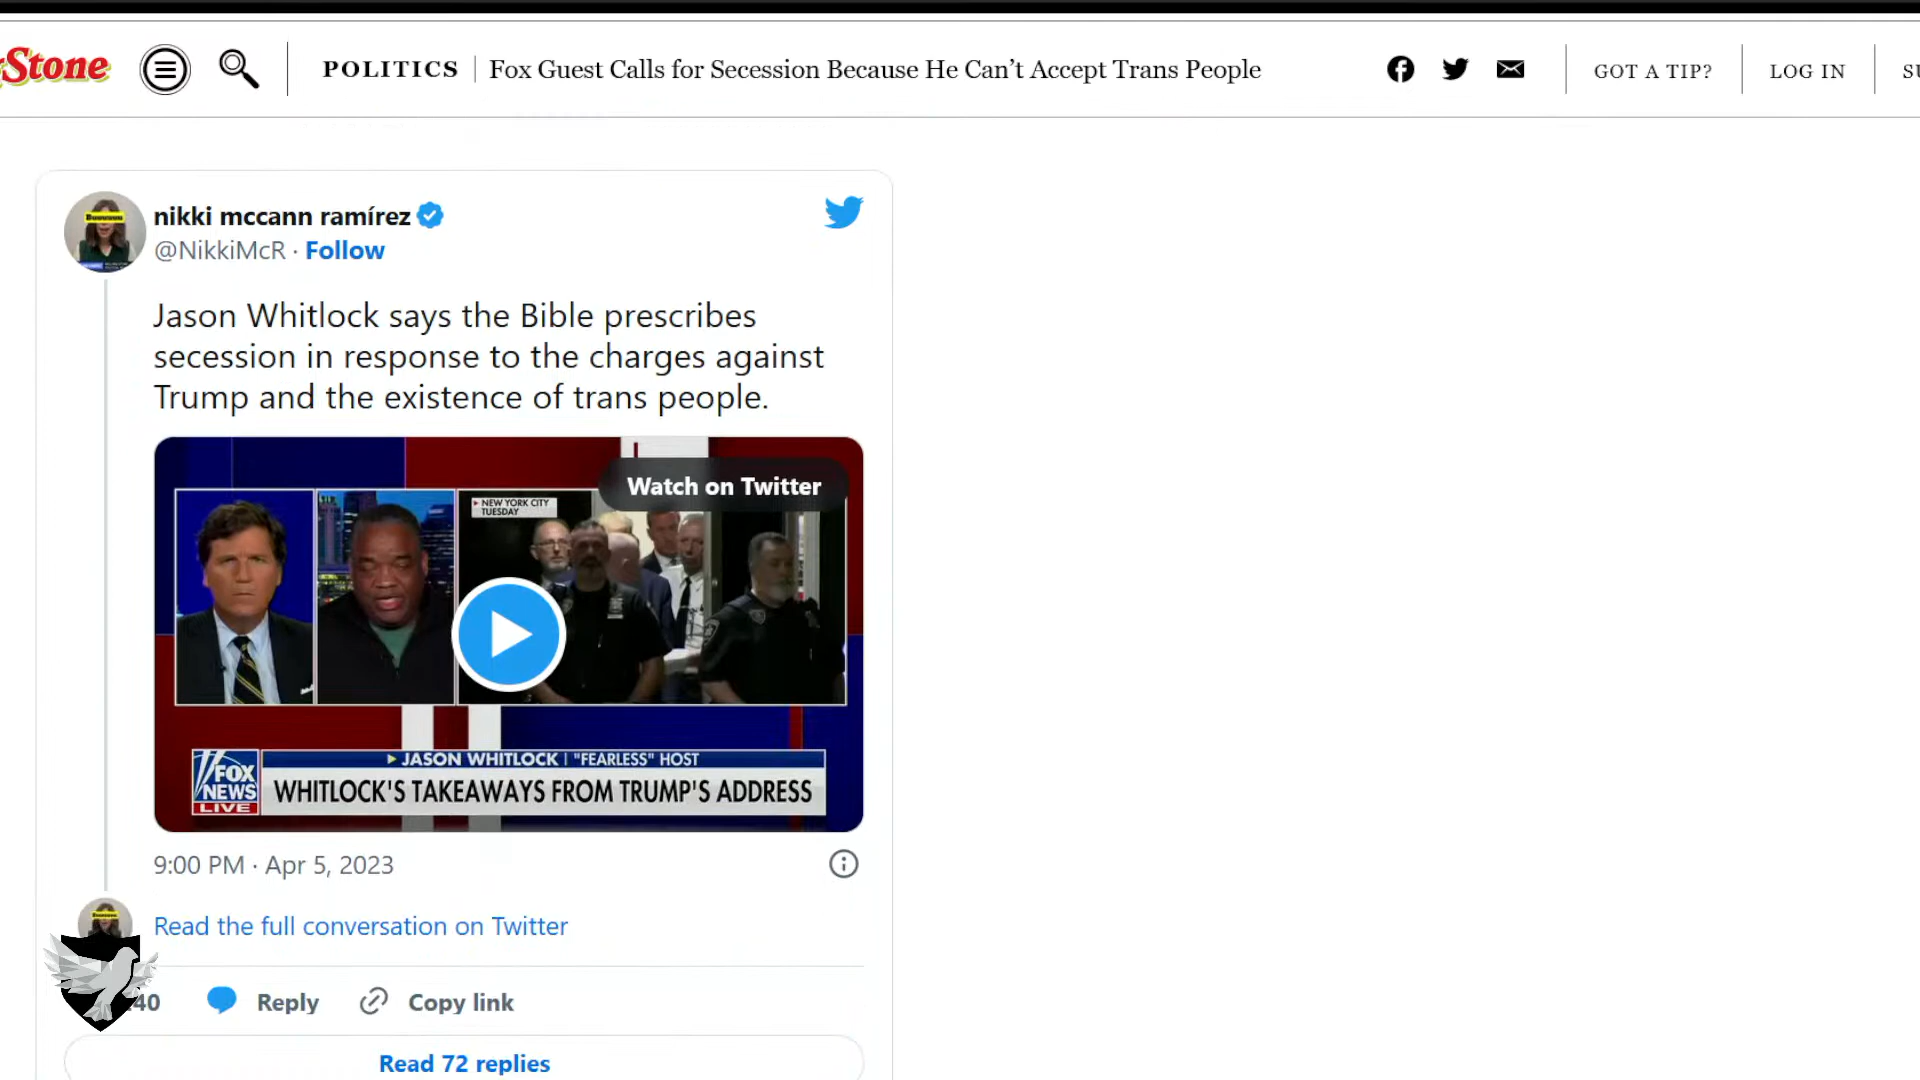 Stone
POLITICS Fox Guest Calls for Secession Because He Can’t Accept Trans People
GOT A TIP?
LOG IN
nikki mccann ramírez
@NikkiMcR · Follow
Jason Whitlock says the Bible prescribes
secession in response to the charges against
Trump and the existence of trans people.
Watch on Twitter
NEW YORK CITY
TUESDAY
JASON WHITLOCK | "FEARLESS" HOST
FOX
NEWS
LIVE
WHITLOCK'S TAKEAWAYS FROM TRUMP'S ADDRESS
9:00 PM · Apr 5, 2023
Read the full conversation on Twitter
40
Reply
Copy link
Read 72 replies